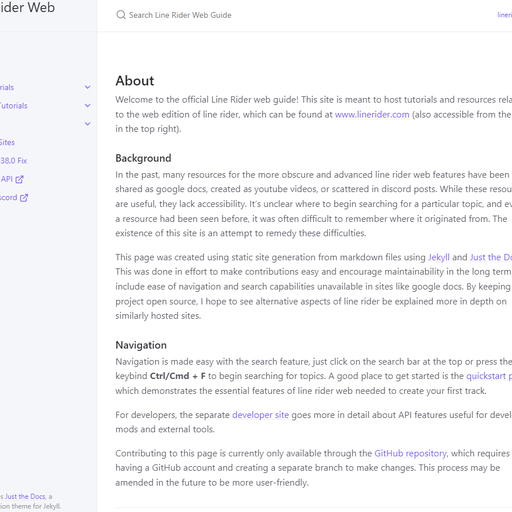 ider Web
Search Line Rider Web Guide
lineri
rials
Tutorials
Sites
38.0 Fix
API
scord
About
Welcome to the official Line Rider web guide! This site is meant to host tutorials and resources rela
to the web edition of line rider, which can be found at www.linerider.com (also accessible from the
in the top right).
Background
In the past, many resources for the more obscure and advanced line rider web features have been
shared as google docs, created as youtube videos, or scattered in discord posts. While these resou
are useful, they lack accessibility. It's unclear where to begin searching for a particular topic, and ev
a resource had been seen before, it was often difficult to remember where it originated from. The
existence of this site is an attempt to remedy these difficulties.
This page was created using static site generation from markdown files using Jekyll and Just the Do
This was done in effort to make contributions easy and encourage maintainability in the long term
include ease of navigation and search capabilities unavailable in sites like google docs. By keeping
project open source, I hope to see alternative aspects of line rider be explained more in depth on
similarly hosted sites.
Navigation
Navigation is made easy with the search feature, just click on the search bar at the top or press the
keybind Ctrl/Cmd + F to begin searching for topics. A good place to get started is the quickstart p
which demonstrates the essential features of line rider web needed to create your first track.
For developers, the separate developer site goes more in detail about API features useful for devel
mods and external tools.
Contributing to this page is currently only available through the GitHub repository, which requires
having a GitHub account and creating a separate branch to make changes. This process may be
amended in the future to be more user-friendly.
s Just the Docs, a
tion theme for Jekyll.